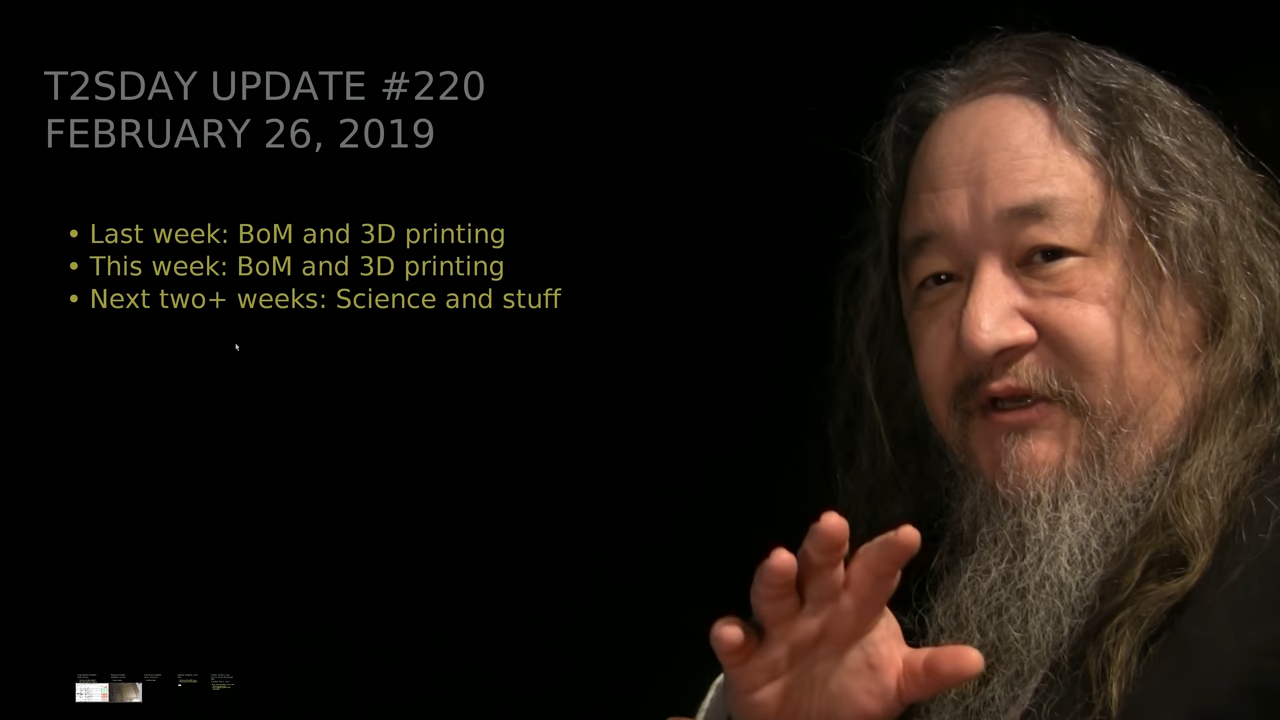 T2SDAY UPDATE #220
FEBRUARY 26, 2019
• Last week: BoM and 3D printing
• This week: BoM and 3D printing
• Next two+ weeks: Science and stuff